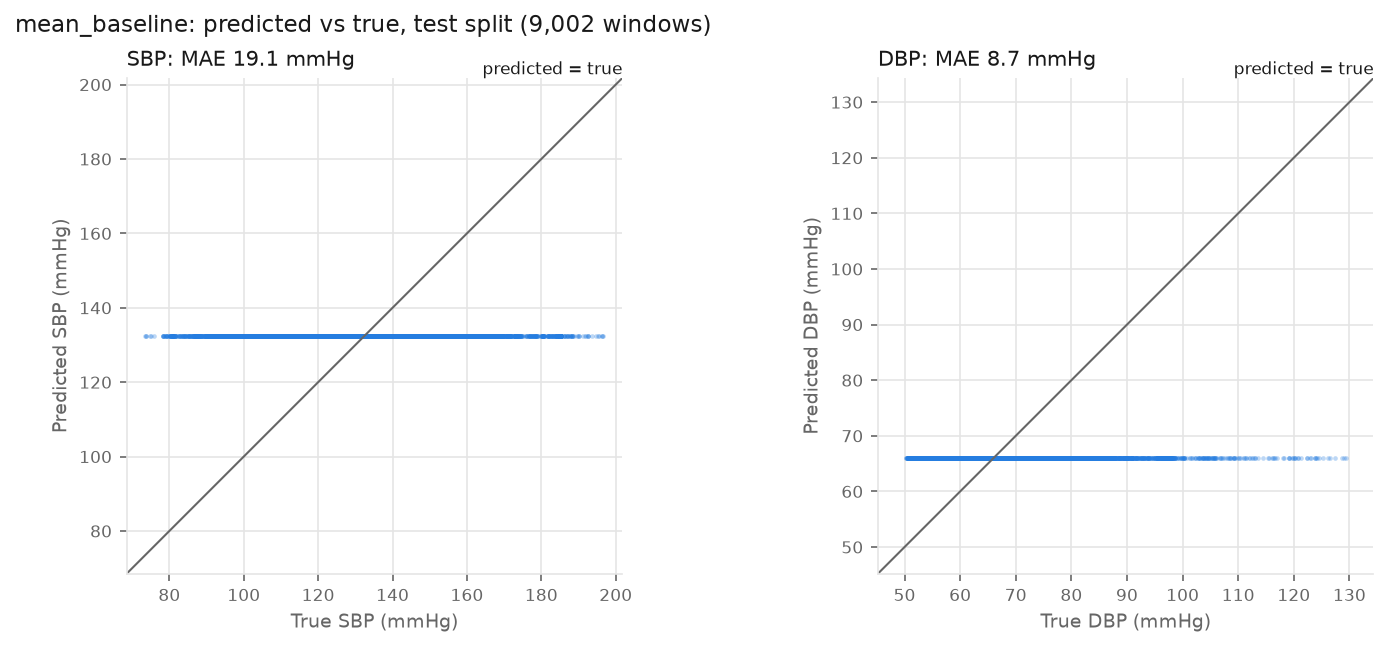 mean_baseline: predicted vs true, test split (9,002 windows)
SBP: MAE 19.1 mmHg
predicted = true
200
180
160
140
120
100
80
Predicted SBP (mmHg)
80 100 120 140 160 180 200
True SBP (mmHg)
DBP: MAE 8.7 mmHg
predicted = true
130
120
110
100
90
80
70
60
50
Predicted DBP (mmHg)
50 60 70 80 90 100 110 120 130
True DBP (mmHg)